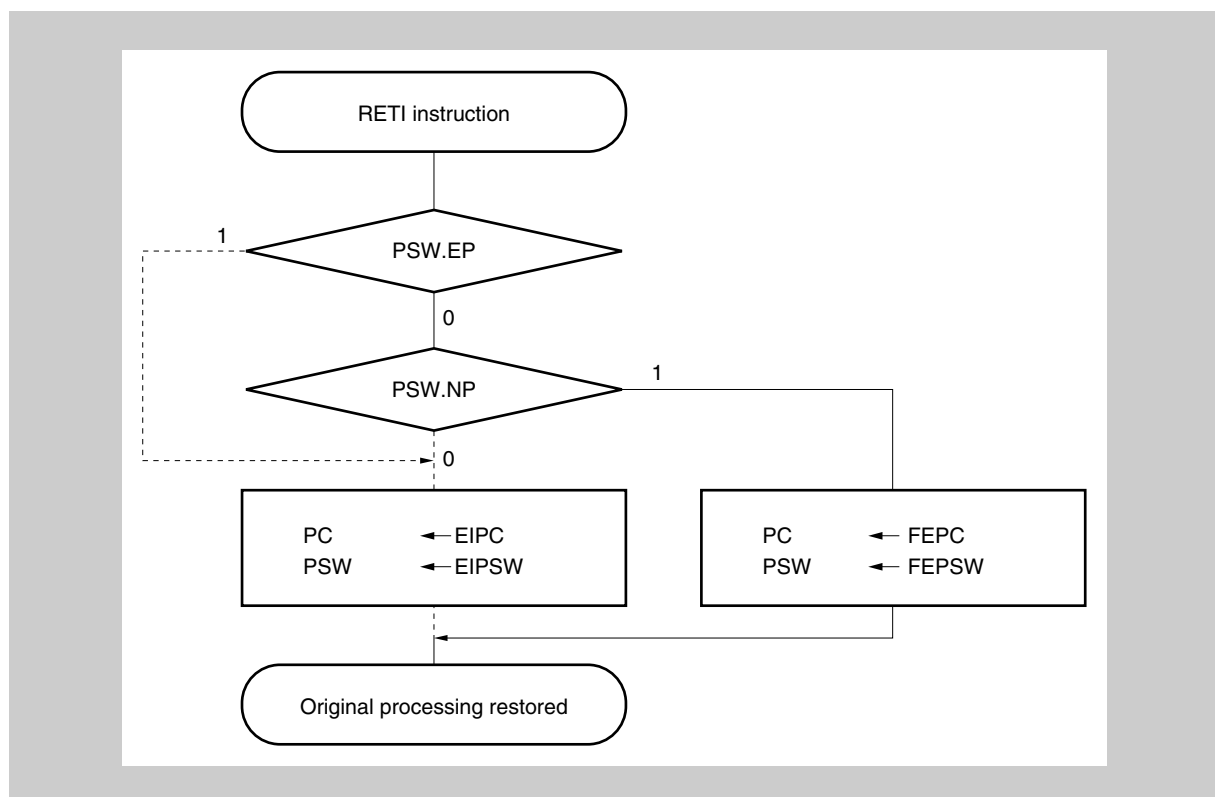 RETI instruction
1
PSW.EP
0
PSW.NP
1
0
PC ← EIPC
PSW ← EIPSW
PC ← FEPC
PSW ← FEPSW
Original processing restored